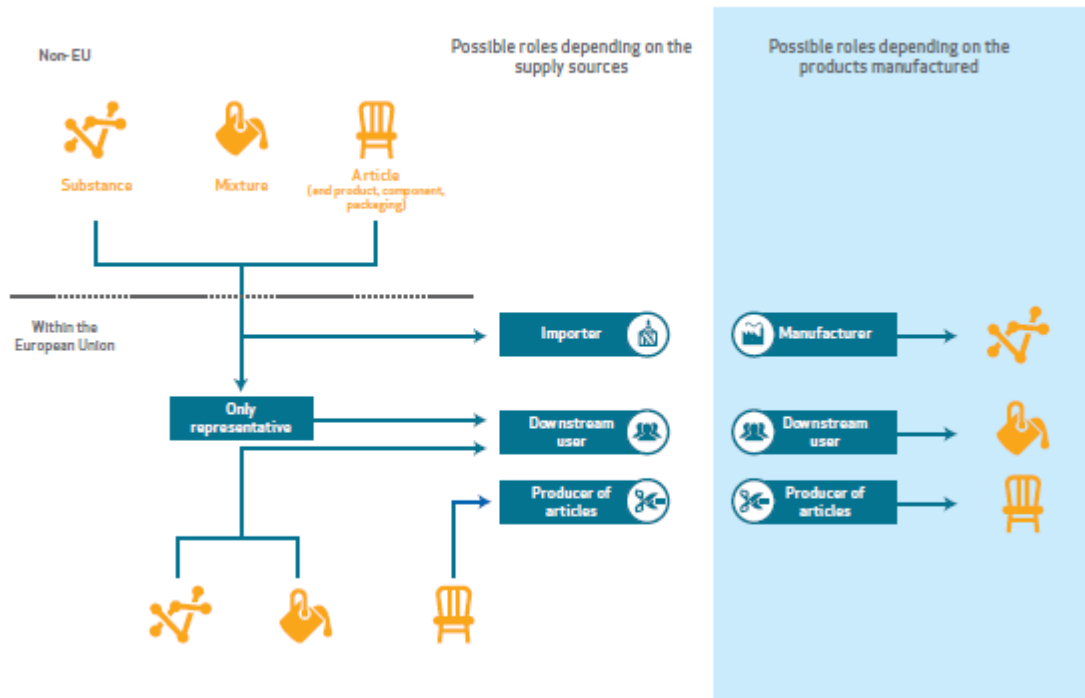 Non-EU
Possible roles depending on the
supply sources
Possible roles depending on the
products manufactured
Substance
Mixture
Article
(and product, component,
packaging)
Within the
European Union
Importer
Manufacturer
Only
representative
Downstream
user
Downstream
user
Producer of
articles
Producer of
articles